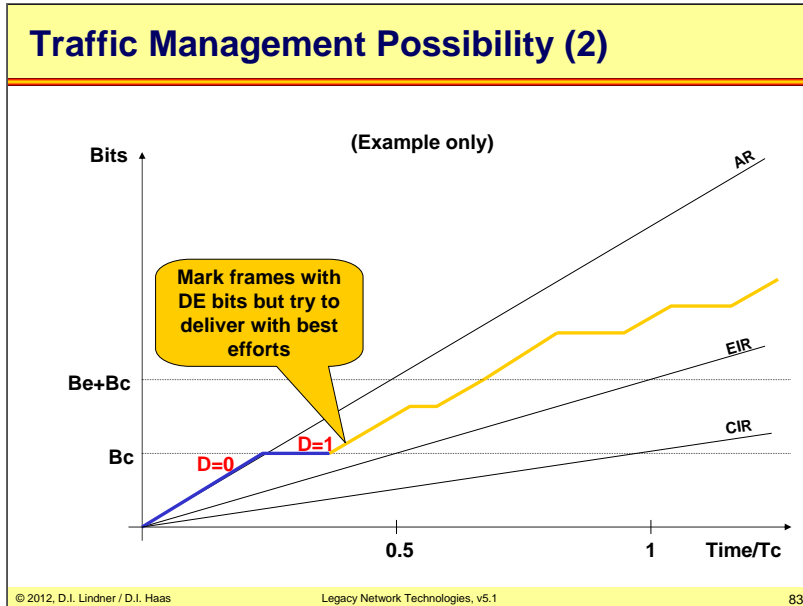 Traffic Management Possibility (2)
(Example only)
Bits
AR
Mark frames with
DE bits but try to
deliver with best
efforts
EIR
Be+Bc
CIR
Bc
D=0
D=1
0.5
1
Time/Tc
© 2012, D.I. Lindner / D.I. Haas
Legacy Network Technologies, v5.1
83